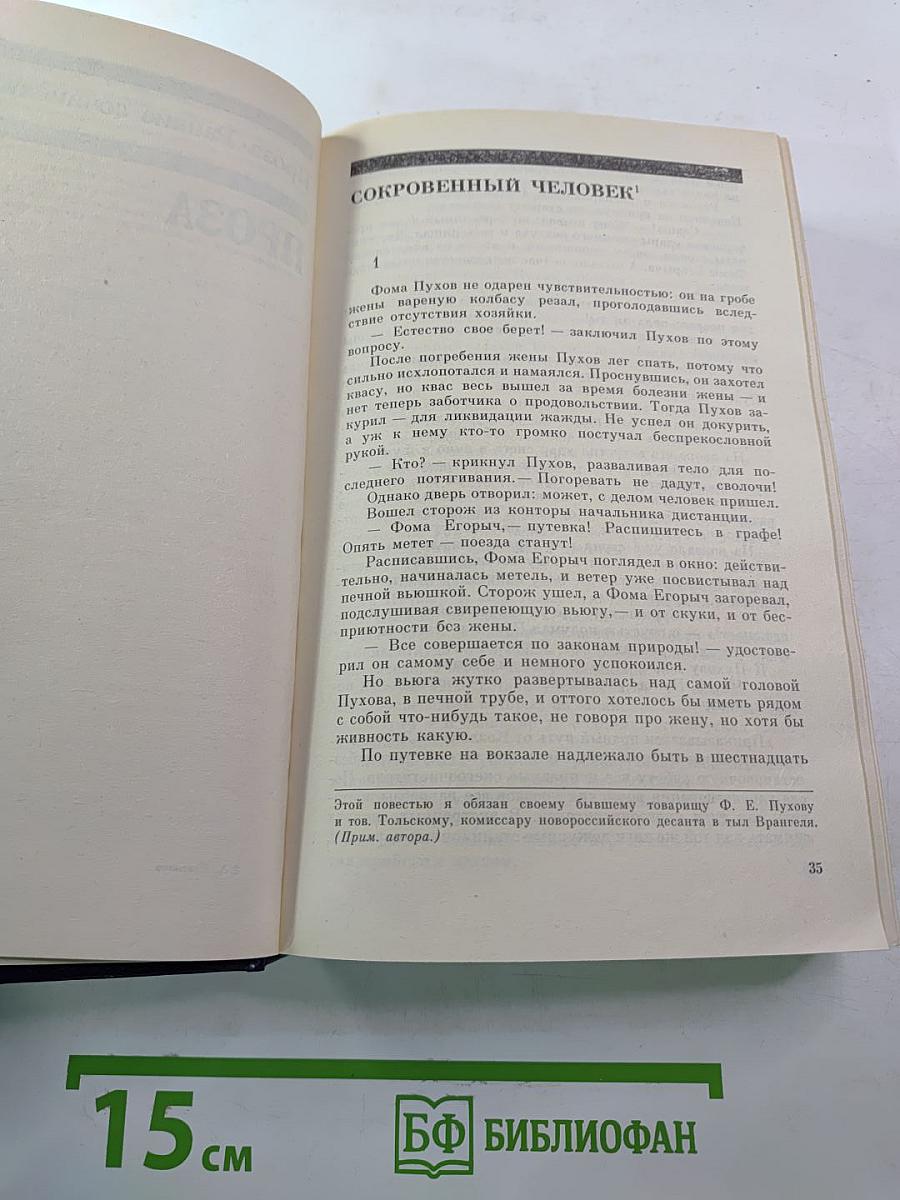 ПРОЗА
СОКРОВЕННЫЙ ЧЕЛОВЕК¹
1
Фома Пухов не одарен чувствительностью: он на гробе
жены вареную колбасу резал, проголодавшись вслед-
ствие отсутствия хозяйки.
— Естество свое берет! — заключил Пухов по этому
вопросу.
После погребения жены Пухов лег спать, потому что
сильно исхлопотался и намаялся. Проснувшись, он захотел
квасу, но квас весь вышел за время болезни жены — и
нет теперь заботчика о продовольствии. Тогда Пухов за-
курил — для ликвидации жажды. Не успел он докурить,
а уж к нему кто-то громко постучал беспрекословной
рукой.
— Кто? — крикнул Пухов, разваливая тело для по-
следнего потягивания. — Погоревать не дадут, сволочи!
Однако дверь отворил: может, с делом человек пришел.
Вошел сторож из конторы начальника дистанции.
— Фома Егорыч, — путевка! Распишитесь в графе!
Опять метет — поезда станут!
Расписавшись, Фома Егорыч поглядел в окно: действи-
тельно, начиналась метель, и ветер уже посвистывал над
печной вьюшкой. Сторож ушел, а Фома Егорыч загоревал,
подслушивая свирепеющую вьюгу, — и от скуки, и от бес-
приютности без жены.
— Все совершается по законам природы! — удостове-
рил он самому себе и немного успокоился.
Но вьюга жутко развертывалась над самой головой
Пухова, в печной трубе, и оттого хотелось бы иметь рядом
с собой что-нибудь такое, не говоря про жену, но хотя бы
живность какую.
По путевке на вокзале надлежало быть в шестнадцать
Этой повестью я обязан своему бывшему товарищу Ф. Е. Пухову
и тов. Тольскому, комиссару новороссийского десанта в тыл Врангеля.
(Прим. автора.)
35
15 см
БФ БИБЛИОФАН